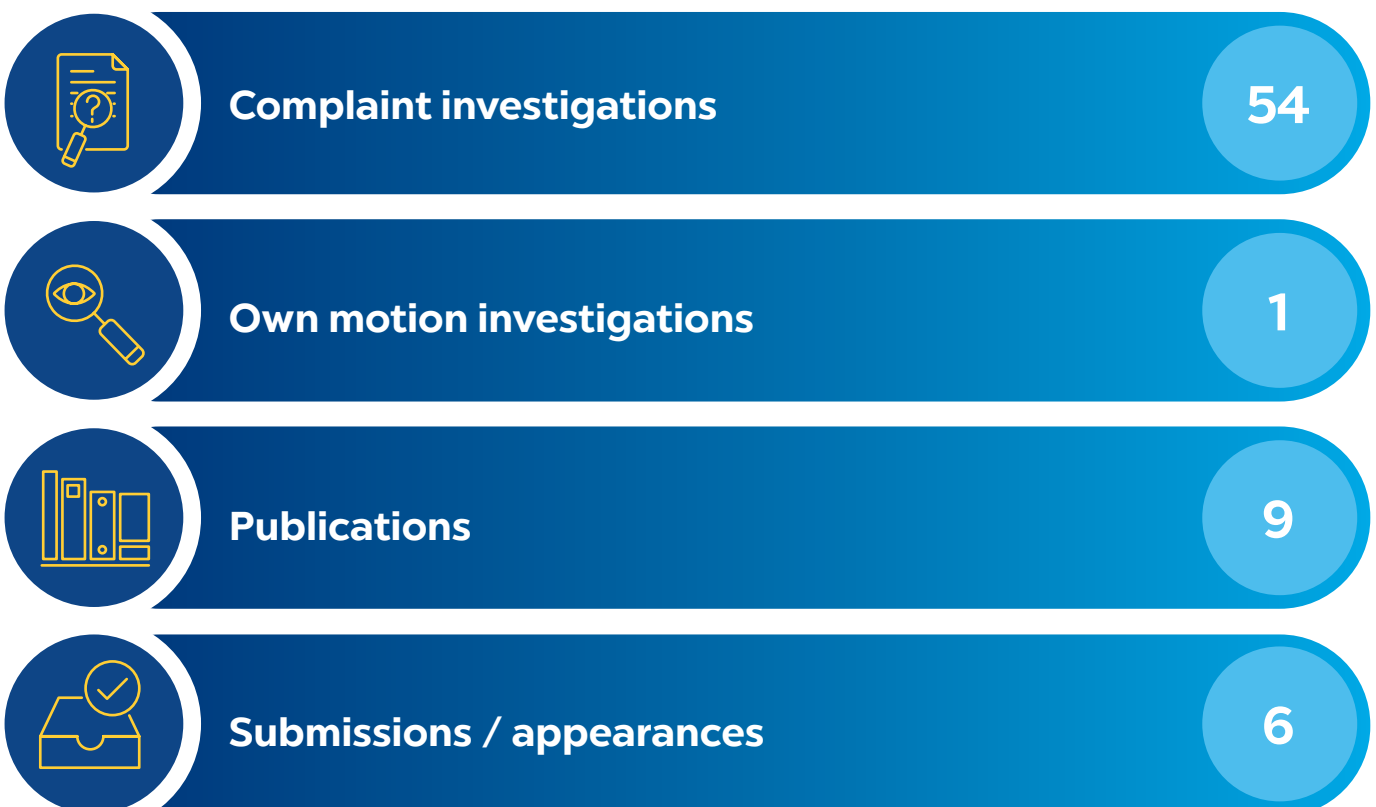 Complaint investigations
54
Own motion investigations
1
Publications
9
Submissions / appearances
6